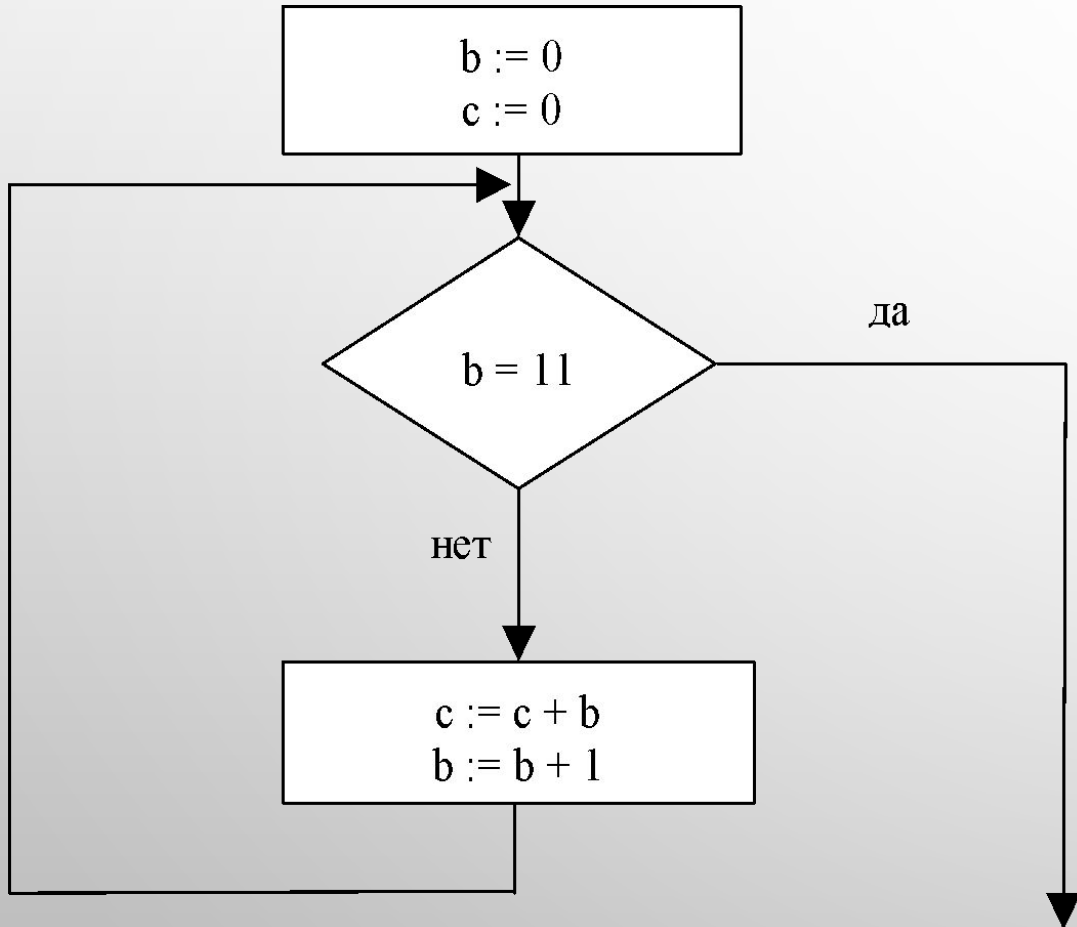 b := 0
c := 0
b = 11
да
нет
c := c + b
b := b + 1